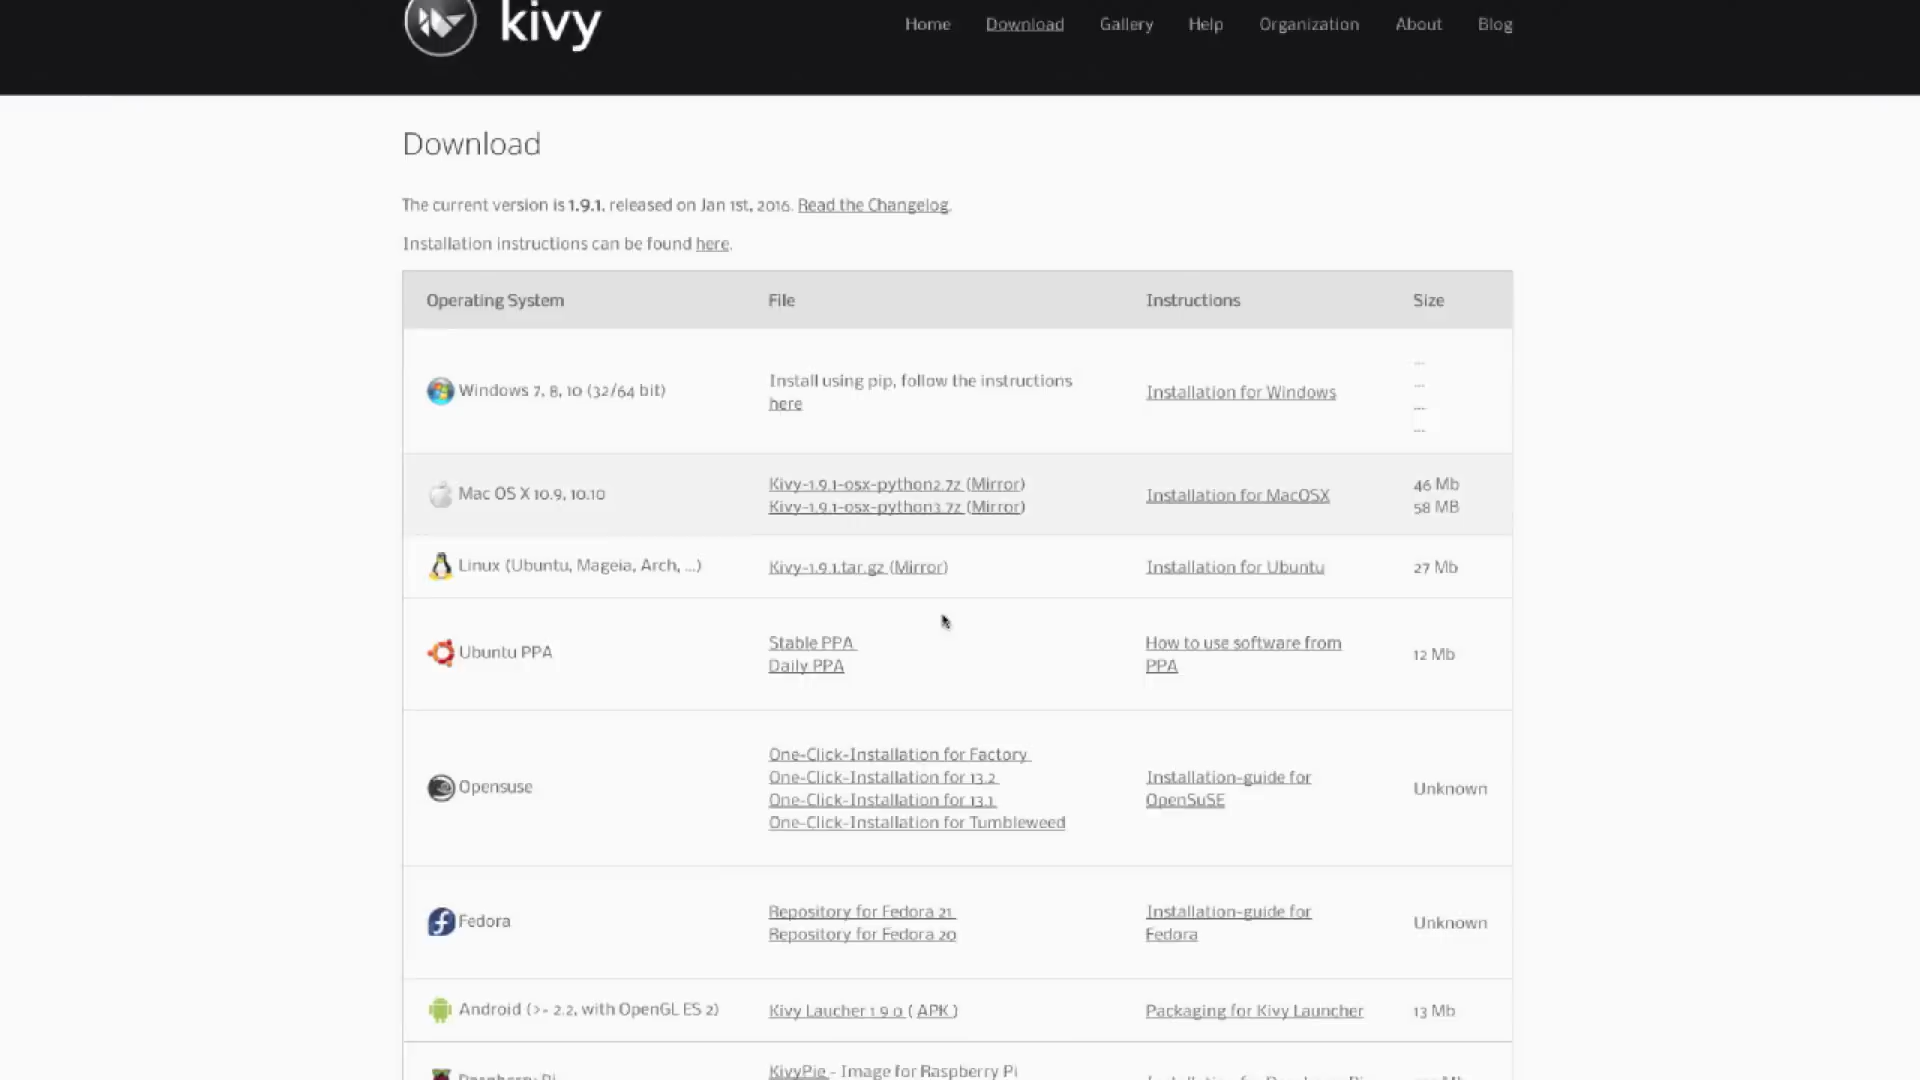 kivy
Home Download Gallery Help Organization About Blog
Download
The current version is 1.9.1, released on Jan 1st, 2016. Read the Changelog.
Installation instructions can be found here.
Operating System File Instructions Size
Windows 7, 8, 10 (32/64 bit)
Install using pip, follow the instructions
here
Installation for Windows
...
...
...
...
Mac OS X 10.9, 10.10
Kivy-1.9.1-osx-python2.7z (Mirror)
Kivy-1.9.1-osx-python3.7z (Mirror)
Installation for MacOSX
46 Mb
58 MB
Linux (Ubuntu, Mageia, Arch, ...) Kivy-1.9.1.tar.gz (Mirror) Installation for Ubuntu 27 Mb
Ubuntu PPA
Stable PPA
Daily PPA
How to use software from
PPA
12 Mb
Opensuse
One-Click-Installation for Factory
One-Click-Installation for 13.2
One-Click-Installation for 13.1
One-Click-Installation for Tumbleweed
Installation-guide for
OpenSuSE
Unknown
Fedora
Repository for Fedora 21
Repository for Fedora 20
Installation-guide for
Fedora
Unknown
Android (>= 2.2, with OpenGL ES 2) Kivy Laucher 1.9.0 ( APK ) Packaging for Kivy Launcher 13 Mb
Raspberry Pi KivyPie - Image for Raspberry Pi